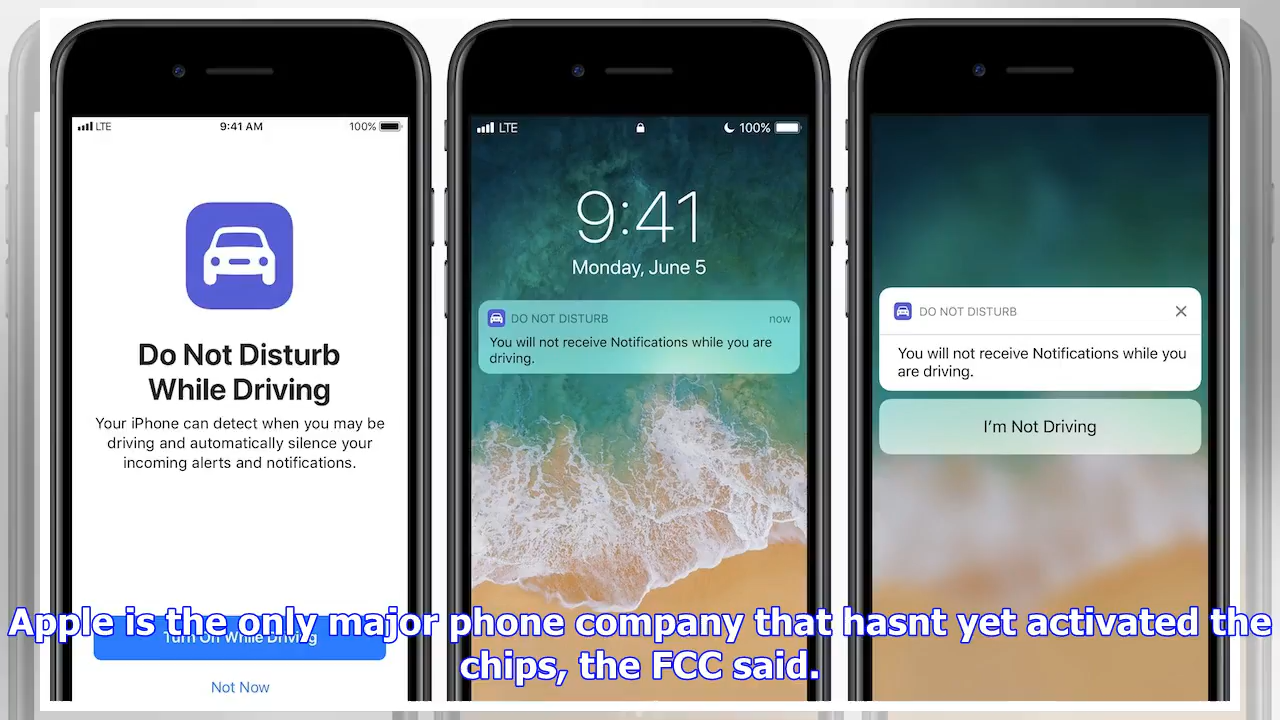 LTE 9:41 AM 100%
Do Not Disturb
While Driving
Your iPhone can detect when you may be
driving and automatically silence your
incoming alerts and notifications.
Turn On While Driving
Not Now
LTE 100%
9:41
Monday, June 5
DO NOT DISTURB now
You will not receive Notifications while you are
driving.
DO NOT DISTURB
You will not receive Notifications while you
are driving.
I'm Not Driving
Apple is the only major phone company that hasnt yet activated the
chips, the FCC said.